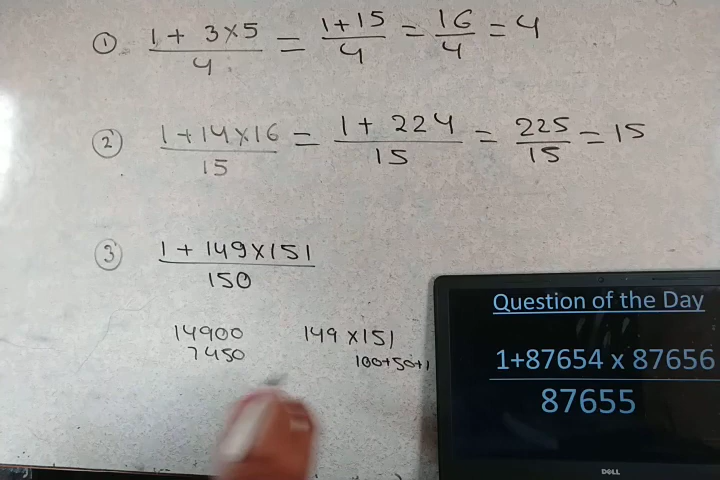 ① 1 + 3×5 / 4 = 1+15 / 4 = 16 / 4 = 4
② 1+14×16 / 15 = 1+ 224 / 15 = 225 / 15 = 15
③ 1 + 149×151 / 150
14900
7450
149 ×151
100+50+1
Question of the Day
1+87654 x 87656
87655
DELL